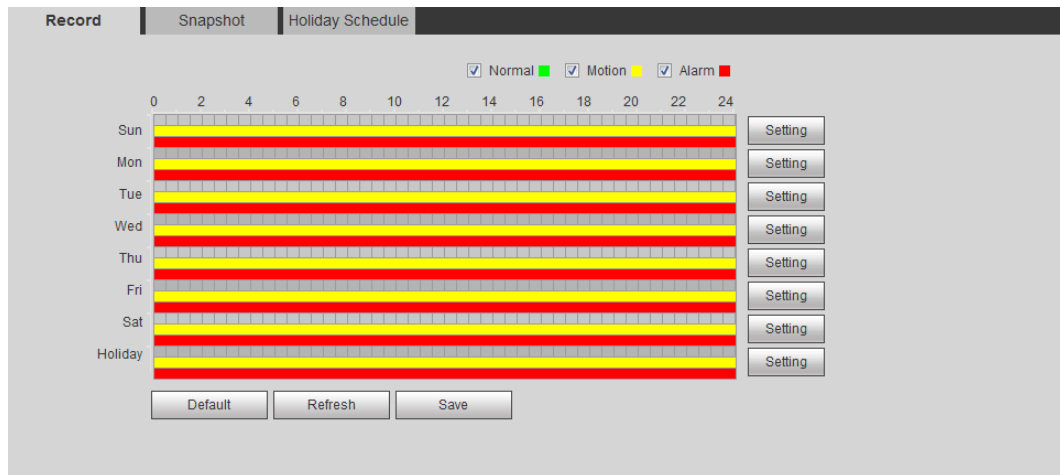 Record Snapshot Holiday Schedule
Normal Motion Alarm
0 2 4 6 8 10 12 14 16 18 20 22 24
Sun Setting
Mon Setting
Tue Setting
Wed Setting
Thu Setting
Fri Setting
Sat Setting
Holiday Setting
Default Refresh Save